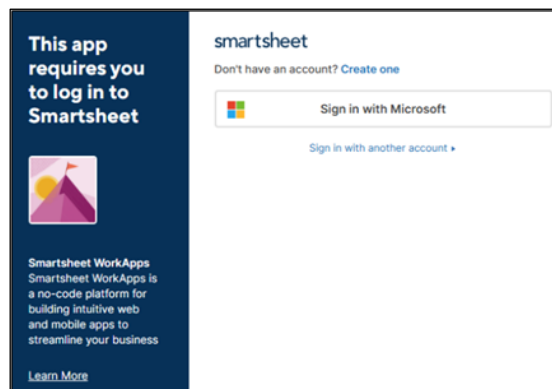 This app
requires you
to log in to
Smartsheet
Smartsheet WorkApps
Smartsheet WorkApps is
a no-code platform for
building intuitive web
and mobile apps to
streamline your business
Learn More
smartsheet
Don't have an account? Create one
Sign in with Microsoft
Sign in with another account ▸